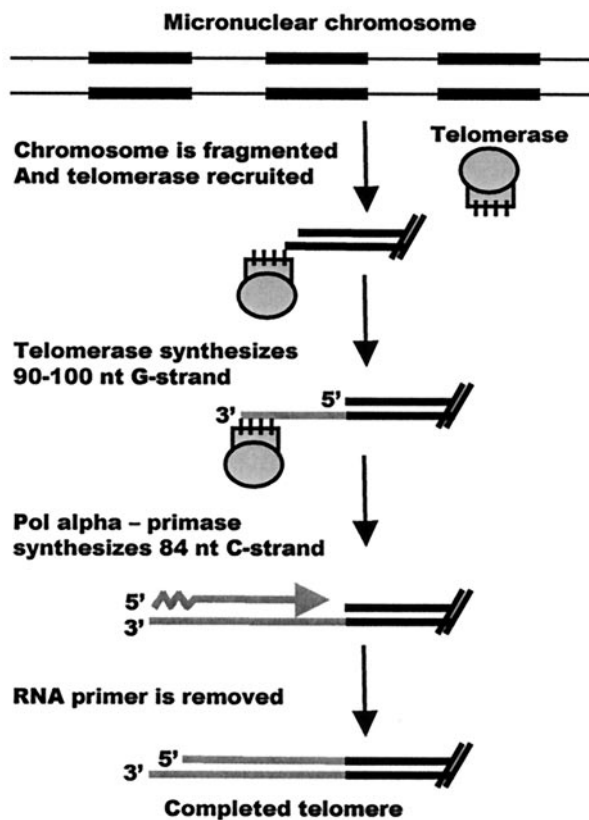 Micronuclear chromosome
Telomerase
Chromosome is fragmented
And telomerase recruited
Telomerase synthesizes
90-100 nt G-strand
5’
3’
Pol alpha – primase
synthesizes 84 nt C-strand
5’
3’
RNA primer is removed
5’
3’
Completed telomere